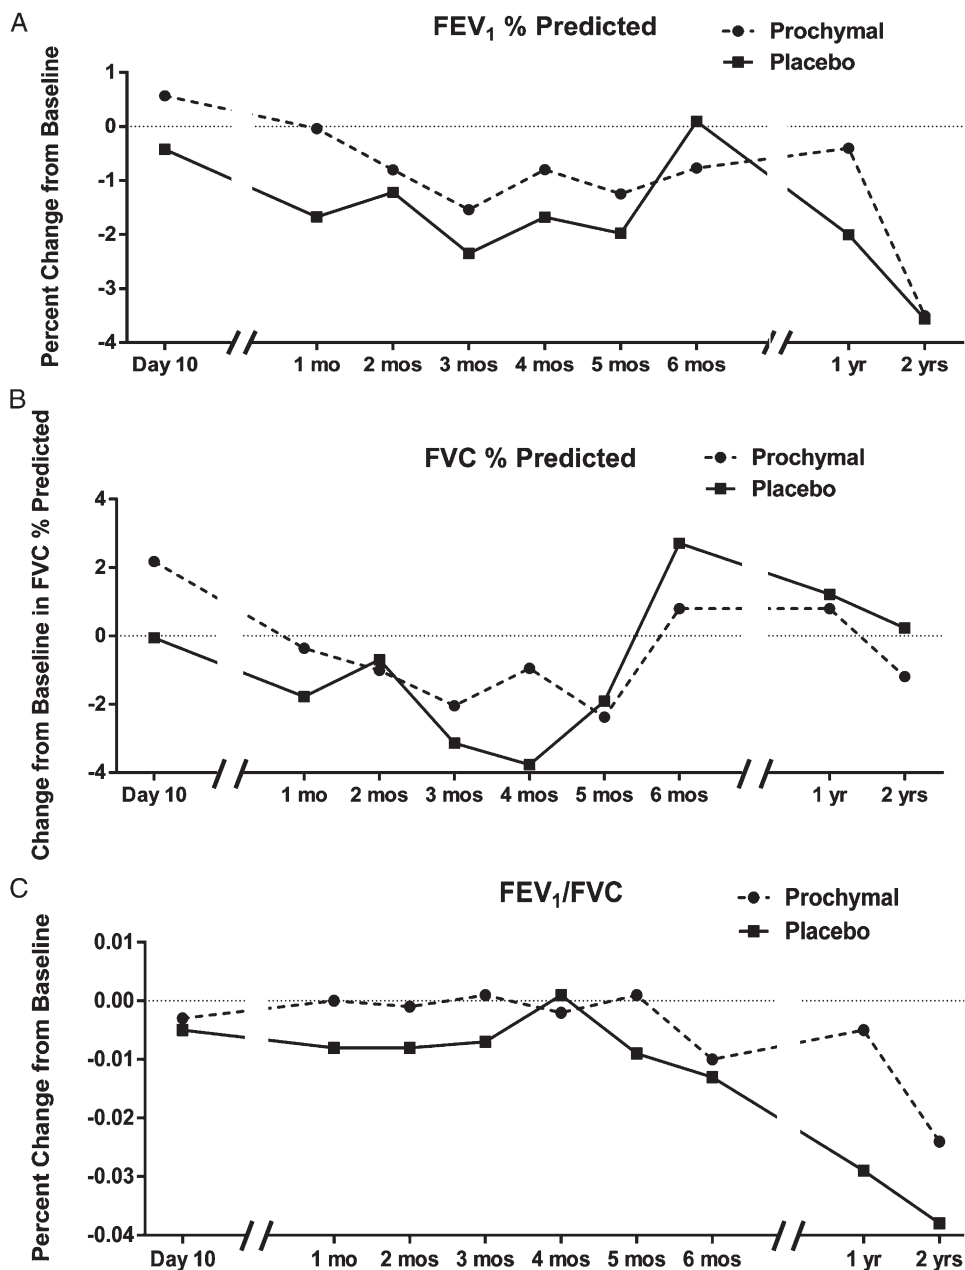 A
FEV1 % Predicted
Prochymal
Placebo
Percent Change from Baseline
1
0
-1
-2
-3
-4
Day 10 1 mo 2 mos 3 mos 4 mos 5 mos 6 mos 1 yr 2 yrs
B
FVC % Predicted
Prochymal
Placebo
Change from Baseline in FVC % Predicted
4
2
0
-2
-4
Day 10 1 mo 2 mos 3 mos 4 mos 5 mos 6 mos 1 yr 2 yrs
C
FEV1/FVC
Prochymal
Placebo
Percent Change from Baseline
0.01
0.00
-0.01
-0.02
-0.03
-0.04
Day 10 1 mo 2 mos 3 mos 4 mos 5 mos 6 mos 1 yr 2 yrs